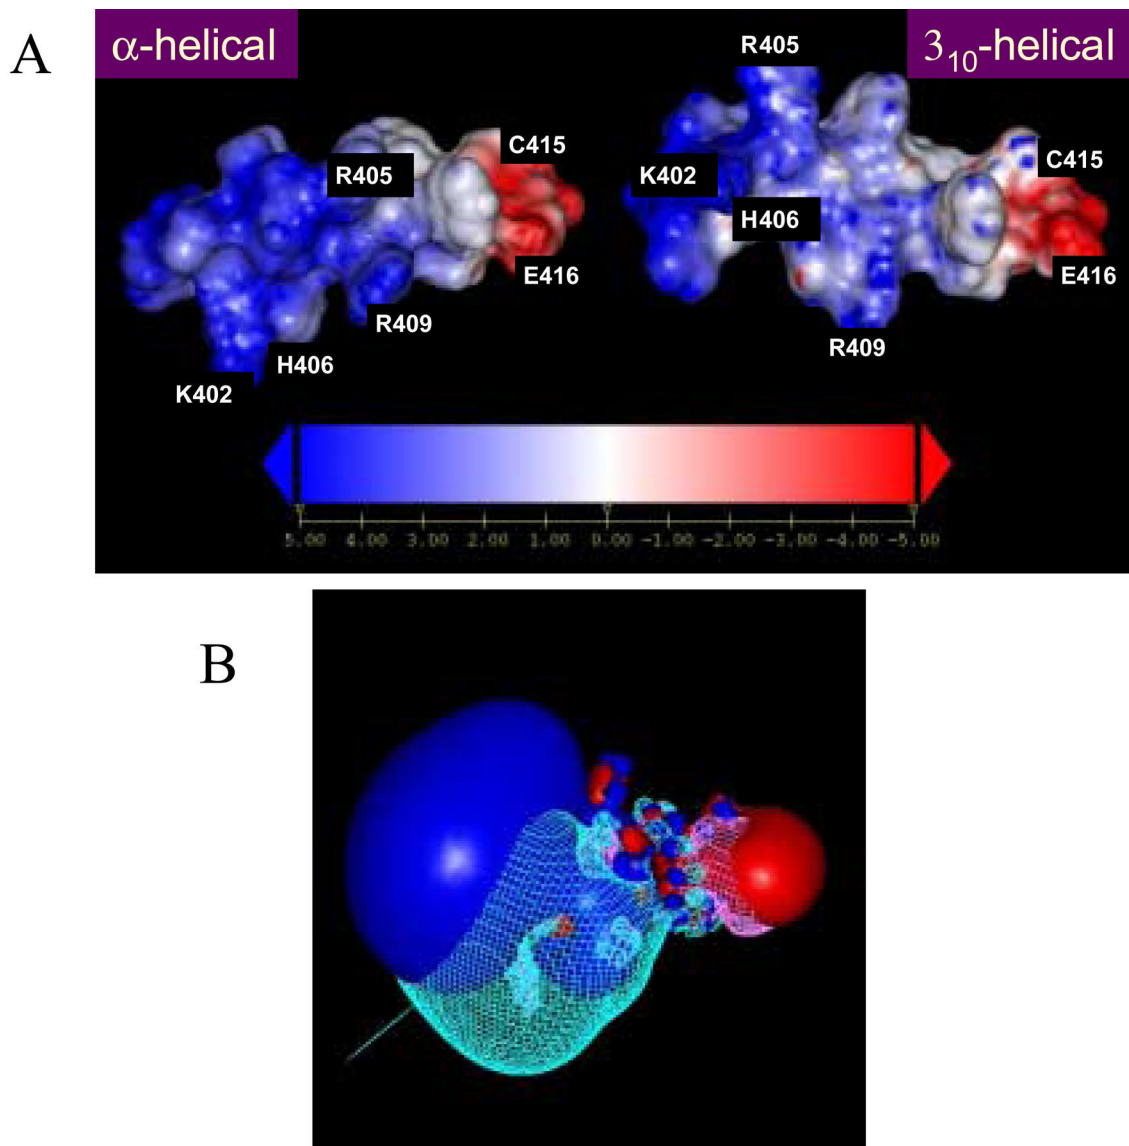 A
α-helical
3₁₀-helical
R405
C415
R405
K402
C415
H406
E416
E416
R409
R409
H406
K402
5.00 4.00 3.00 2.00 1.00 0.00 -1.00 -2.00 -3.00 -4.00 -5.00
B